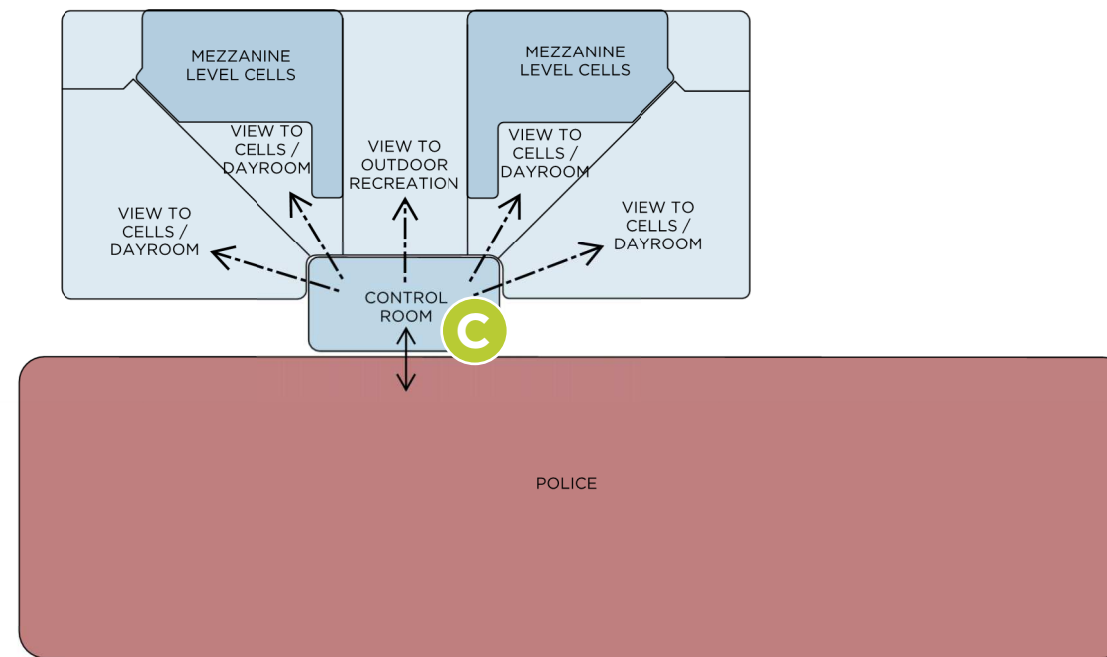 MEZZANINE
LEVEL CELLS
MEZZANINE
LEVEL CELLS
VIEW TO
CELLS /
DAYROOM
VIEW TO
OUTDOOR
RECREATION
VIEW TO
CELLS /
DAYROOM
VIEW TO
CELLS /
DAYROOM
VIEW TO
CELLS /
DAYROOM
CONTROL
ROOM
C
POLICE